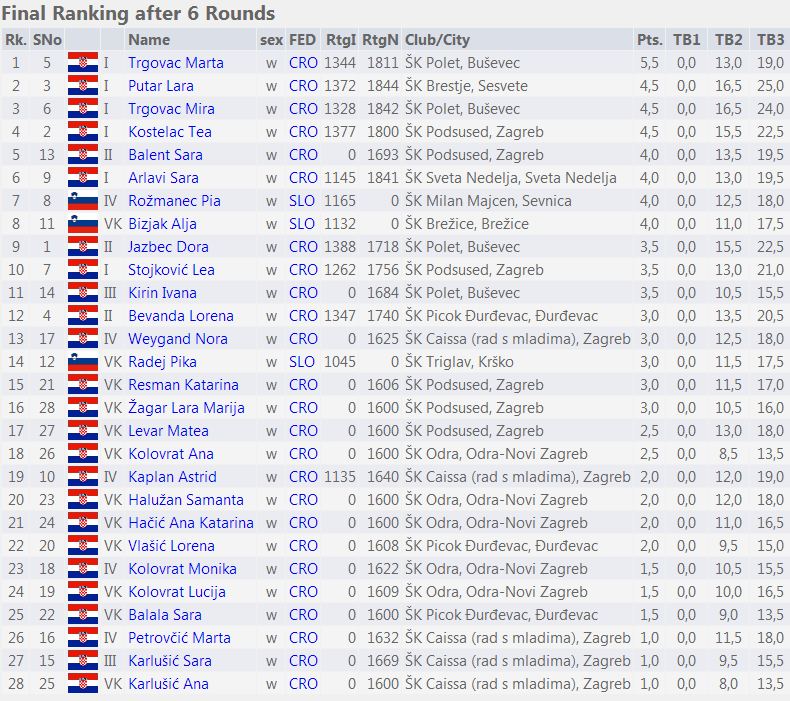 Final Ranking after 6 Rounds
Rk. SNo Name sex FED RtgI RtgN Club/City Pts. TB1 TB2 TB3
1 5 I Trgovac Marta w CRO 1344 1811 ŠK Polet, Buševec 5,5 0,0 13,0 19,0
2 3 I Putar Lara w CRO 1372 1844 ŠK Brestje, Sesvete 4,5 0,0 16,5 25,0
3 6 I Trgovac Mira w CRO 1328 1842 ŠK Polet, Buševec 4,5 0,0 16,5 24,0
4 2 I Kostelac Tea w CRO 1377 1800 ŠK Podsused, Zagreb 4,5 0,0 15,5 22,5
5 13 II Balent Sara w CRO 0 1693 ŠK Podsused, Zagreb 4,0 0,0 13,5 19,5
6 9 I Arlavi Sara w CRO 1145 1841 ŠK Sveta Nedelja, Sveta Nedelja 4,0 0,0 13,0 19,5
7 8 IV Rožmanec Pia w SLO 1165 0 ŠK Milan Majcen, Sevnica 4,0 0,0 12,5 18,0
8 11 VK Bizjak Alja w SLO 1132 0 ŠK Brežice, Brežice 4,0 0,0 11,0 17,5
9 1 II Jazbec Dora w CRO 1388 1718 ŠK Polet, Buševec 3,5 0,0 15,5 22,5
10 7 I Stojković Lea w CRO 1262 1756 ŠK Podsused, Zagreb 3,5 0,0 13,0 21,0
11 14 III Kirin Ivana w CRO 0 1684 ŠK Polet, Buševec 3,5 0,0 10,5 15,5
12 4 II Bevanda Lorena w CRO 1347 1740 ŠK Picok Đurđevac, Đurđevac 3,0 0,0 13,5 20,5
13 17 IV Weygand Nora w CRO 0 1625 ŠK Caissa (rad s mladima), Zagreb 3,0 0,0 12,5 18,0
14 12 VK Radej Pika w SLO 1045 0 ŠK Triglav, Krško 3,0 0,0 11,5 17,5
15 21 VK Resman Katarina w CRO 0 1606 ŠK Podsused, Zagreb 3,0 0,0 11,5 17,0
16 28 VK Žagar Lara Marija w CRO 0 1600 ŠK Podsused, Zagreb 3,0 0,0 10,5 16,0
17 27 VK Levar Matea w CRO 0 1600 ŠK Podsused, Zagreb 2,5 0,0 13,0 18,0
18 26 VK Kolovrat Ana w CRO 0 1600 ŠK Odra, Odra-Novi Zagreb 2,5 0,0 8,5 13,5
19 10 IV Kaplan Astrid w CRO 1135 1640 ŠK Caissa (rad s mladima), Zagreb 2,0 0,0 12,0 19,0
20 23 VK Halužan Samanta w CRO 0 1600 ŠK Odra, Odra-Novi Zagreb 2,0 0,0 12,0 18,0
21 24 VK Hačić Ana Katarina w CRO 0 1600 ŠK Odra, Odra-Novi Zagreb 2,0 0,0 11,0 16,5
22 20 VK Vlašić Lorena w CRO 0 1608 ŠK Picok Đurđevac, Đurđevac 2,0 0,0 9,5 15,0
23 18 IV Kolovrat Monika w CRO 0 1622 ŠK Odra, Odra-Novi Zagreb 1,5 0,0 10,5 15,5
24 19 VK Kolovrat Lucija w CRO 0 1609 ŠK Odra, Odra-Novi Zagreb 1,5 0,0 10,0 16,5
25 22 VK Balala Sara w CRO 0 1600 ŠK Picok Đurđevac, Đurđevac 1,5 0,0 9,0 13,5
26 16 IV Petrovčić Marta w CRO 0 1632 ŠK Caissa (rad s mladima), Zagreb 1,0 0,0 11,5 18,0
27 15 III Karlušić Sara w CRO 0 1669 ŠK Caissa (rad s mladima), Zagreb 1,0 0,0 9,5 15,5
28 25 VK Karlušić Ana w CRO 0 1600 ŠK Caissa (rad s mladima), Zagreb 1,0 0,0 8,0 13,5